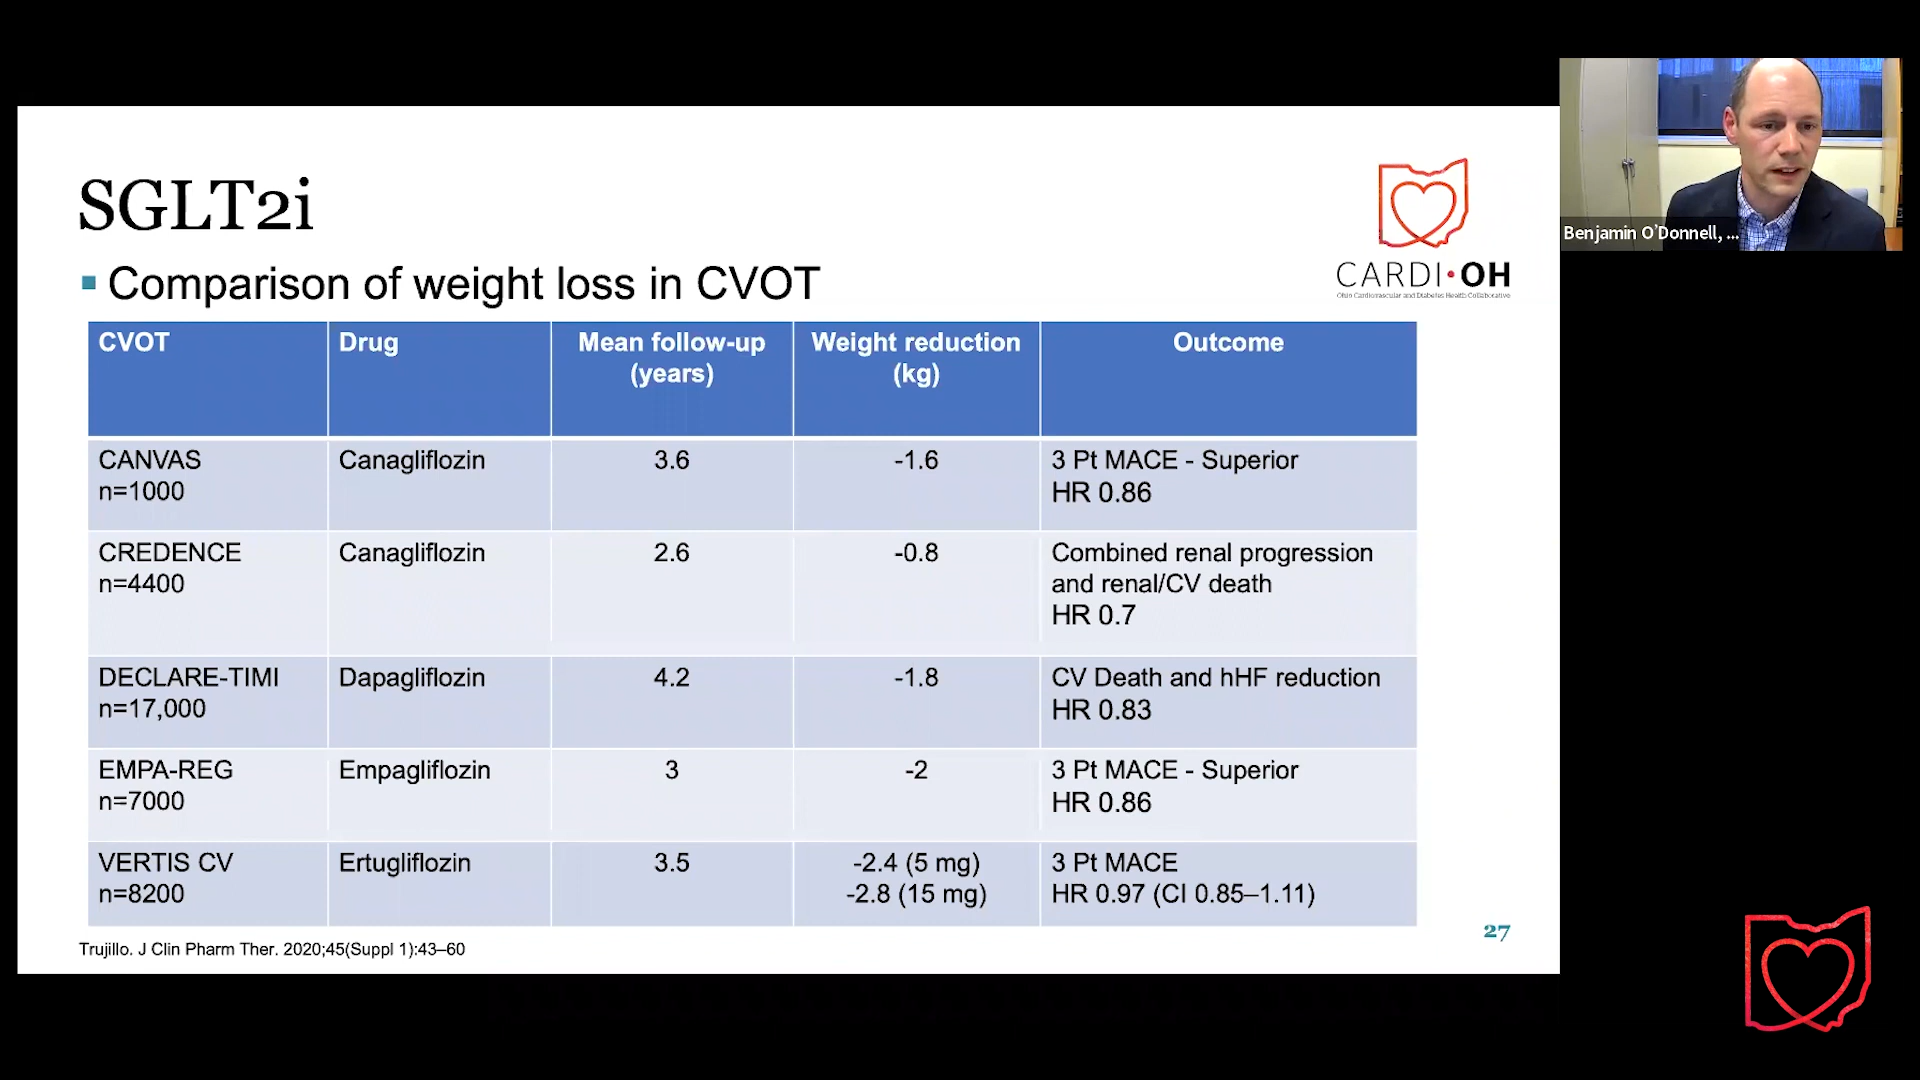 SGLT2i
Comparison of weight loss in CVOT
CARDI•OH
Ohio Cardiovascular and Diabetes Health Collaborative
Benjamin O'Donnell, ...
CVOT Drug Mean follow-up (years) Weight reduction (kg) Outcome
CANVAS n=1000 Canagliflozin 3.6 -1.6 3 Pt MACE - Superior HR 0.86
CREDENCE n=4400 Canagliflozin 2.6 -0.8 Combined renal progression and renal/CV death HR 0.7
DECLARE-TIMI n=17,000 Dapagliflozin 4.2 -1.8 CV Death and hHF reduction HR 0.83
EMPA-REG n=7000 Empagliflozin 3 -2 3 Pt MACE - Superior HR 0.86
VERTIS CV n=8200 Ertugliflozin 3.5 -2.4 (5 mg) -2.8 (15 mg) 3 Pt MACE HR 0.97 (CI 0.85–1.11)
27
Trujillo. J Clin Pharm Ther. 2020;45(Suppl 1):43–60